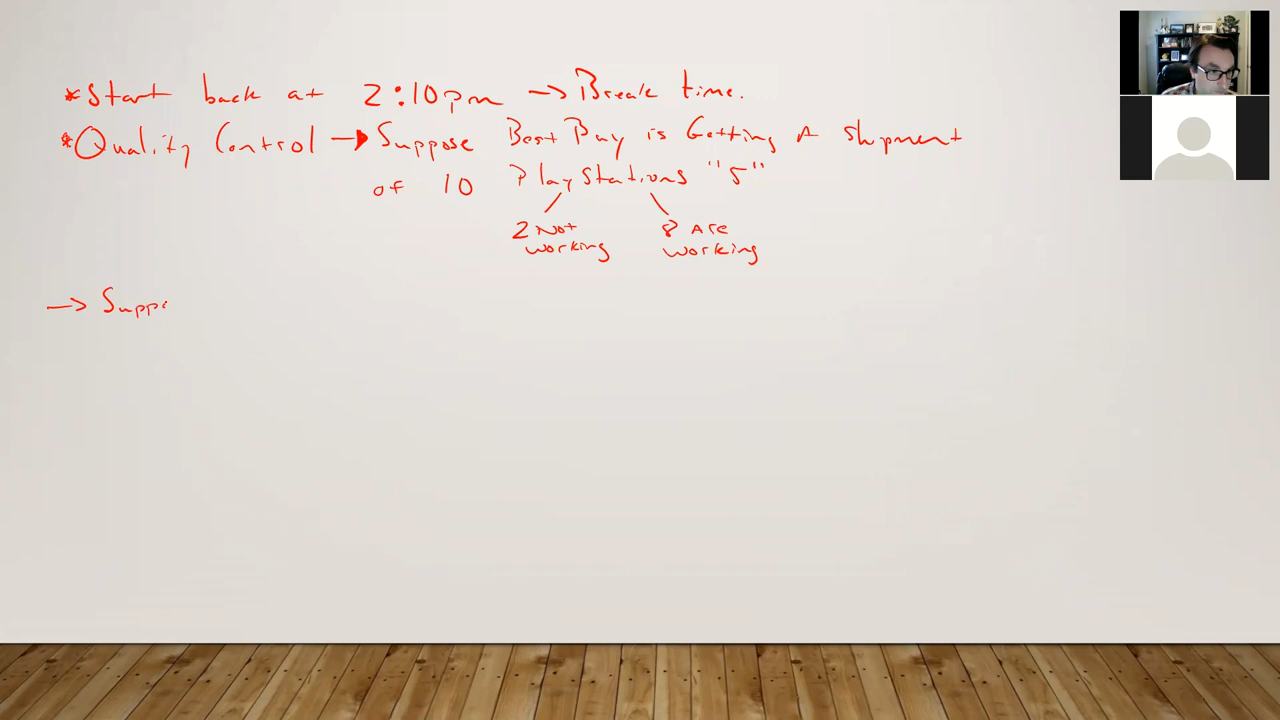 *Start back at 2:10pm → Break time.
*Quality Control → Suppose Best Buy is Getting A shipment
of 10 PlayStations "5"
2 Not working
8 Are working
→ Suppo